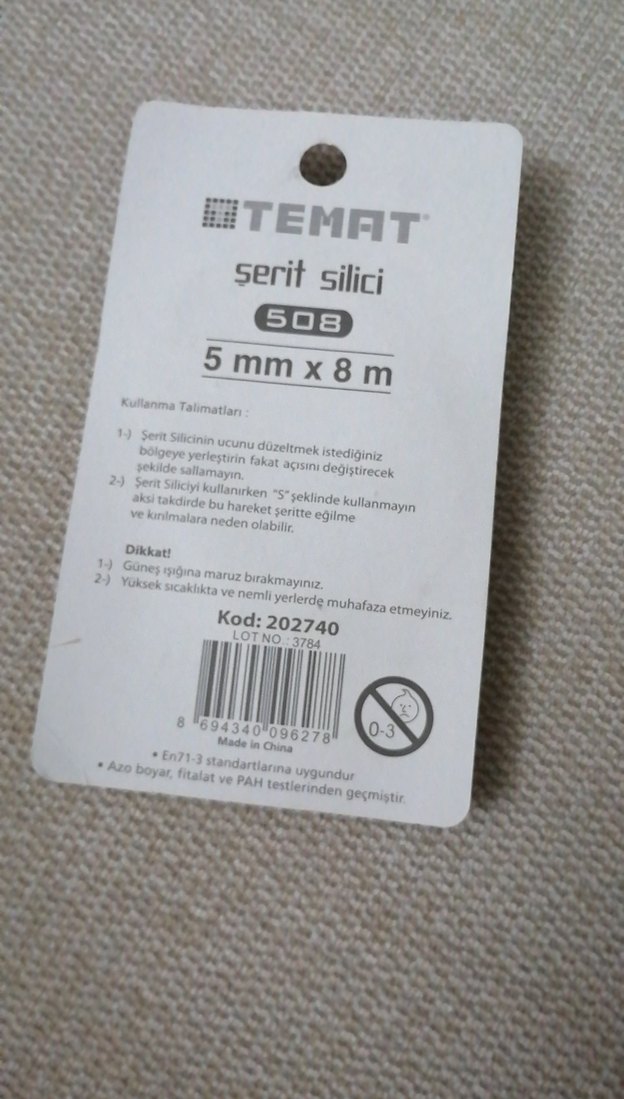 TEMAT
şerit silici
508
5 mm x 8 m
Kullanma Talimatları :
1-) Şerit Silicinin ucunu düzeltmek istediğiniz
bölgeye yerleştirin fakat açısını değiştirecek
şekilde sallamayın.
2-) Şerit Siliciyi kullanırken "S" şeklinde kullanmayın
aksi takdirde bu hareket şeritte eğilme
ve kırılmalara neden olabilir.
Dikkat!
1-) Güneş ışığına maruz bırakmayınız.
2-) Yüksek sıcaklıkta ve nemli yerlerde muhafaza etmeyiniz.
Kod: 202740
LOT NO.: 3784
8 694340 096278
Made in China
0-3
• En71-3 standartlarına uygundur
• Azo boyar, fitalat ve PAH testlerinden geçmiştir.